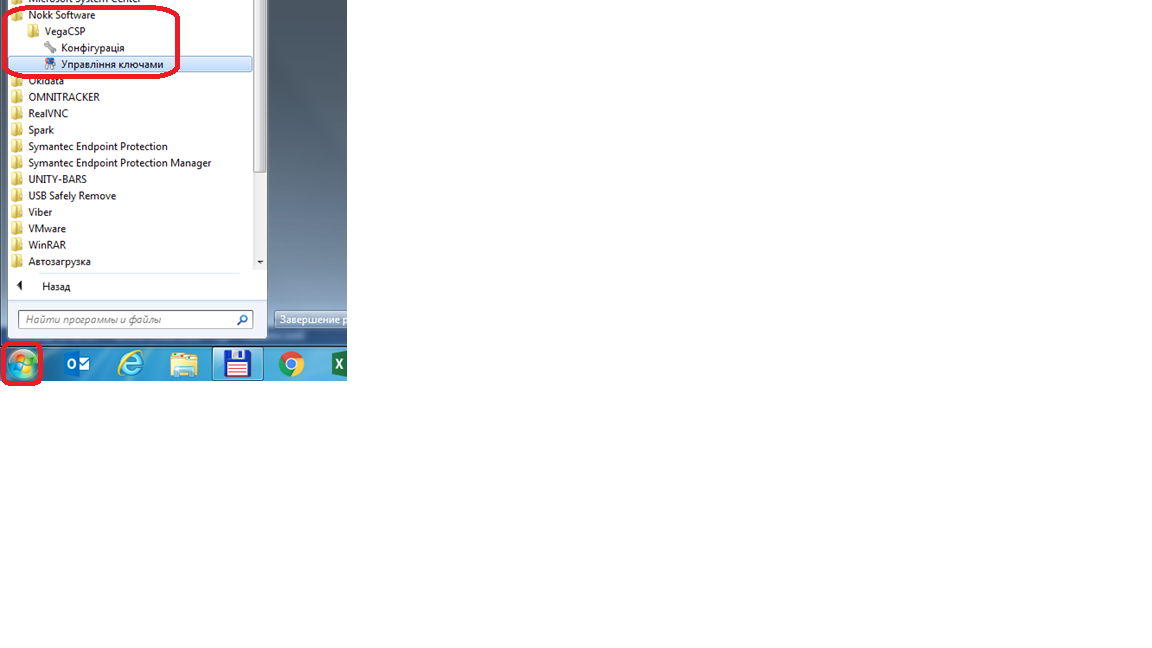 Microsoft System Center
Nokk Software
VegaCSP
Конфігурація
Управління ключами
Okidata
OMNITRACKER
RealVNC
Spark
Symantec Endpoint Protection
Symantec Endpoint Protection Manager
UNITY-BARS
USB Safely Remove
Viber
VMware
WinRAR
Автозагрузка
Назад
Найти программы и файлы
Завершение р